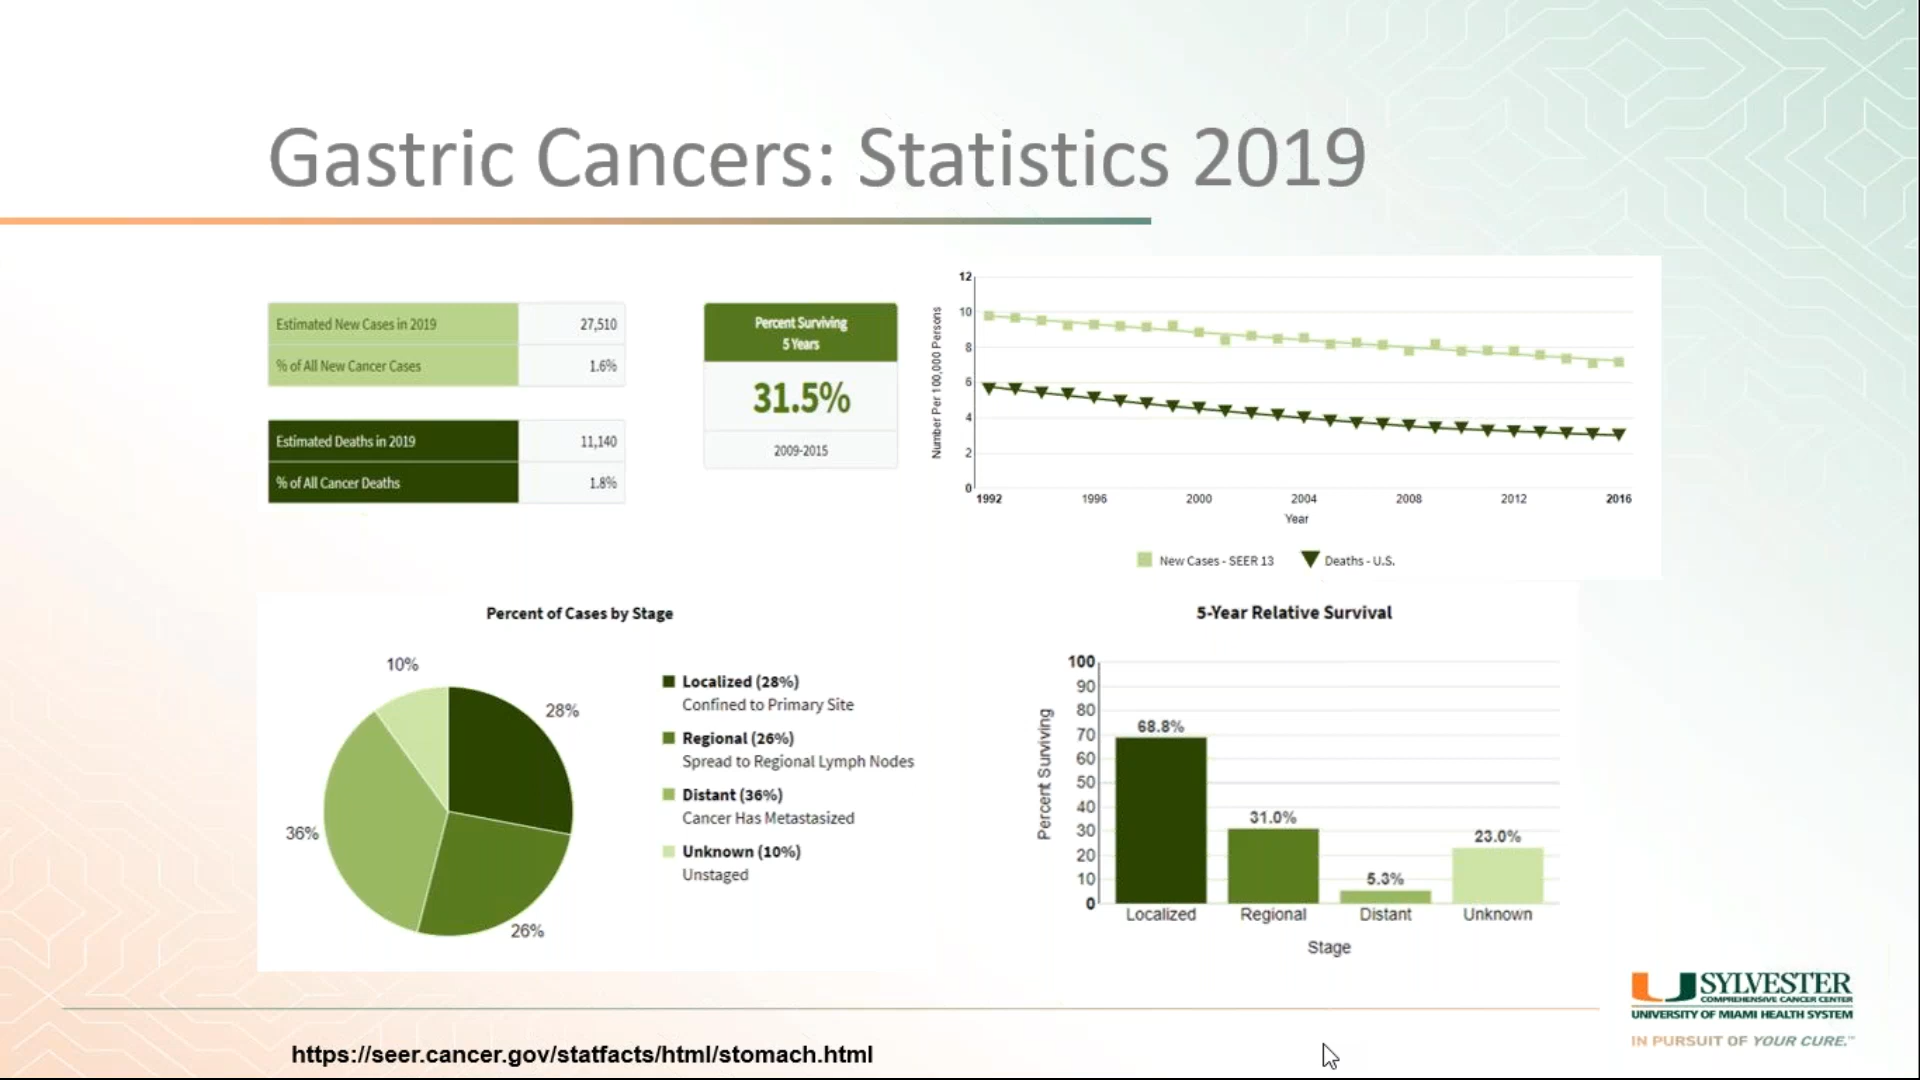 Gastric Cancers: Statistics 2019
Estimated New Cases in 2019 27,510
% of All New Cancer Cases 1.6%
Estimated Deaths in 2019 11,140
% of All Cancer Deaths 1.8%
Percent Surviving
5 Years
31.5%
2009-2015
Number Per 100,000 Persons
12
10
8
6
4
2
0
1992 1996 2000 2004 2008 2012 2016
Year
New Cases - SEER 13 Deaths - U.S.
Percent of Cases by Stage
10%
28%
36%
26%
Localized (28%)
Confined to Primary Site
Regional (26%)
Spread to Regional Lymph Nodes
Distant (36%)
Cancer Has Metastasized
Unknown (10%)
Unstaged
5-Year Relative Survival
Percent Surviving
100
90
80
70
60
50
40
30
20
10
0
68.8%
31.0%
5.3%
23.0%
Localized Regional Distant Unknown
Stage
SYLVESTER
COMPREHENSIVE CANCER CENTER
UNIVERSITY OF MIAMI HEALTH SYSTEM
IN PURSUIT OF YOUR CURE.™
https://seer.cancer.gov/statfacts/html/stomach.html